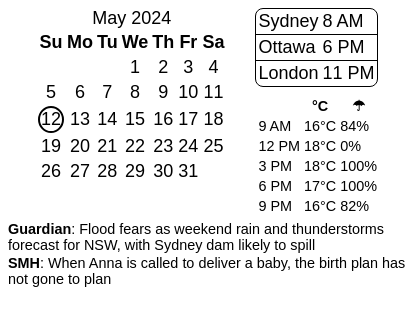 May 2024
Su Mo Tu We Th Fr Sa
1 2 3 4
5 6 7 8 9 10 11
12 13 14 15 16 17 18
19 20 21 22 23 24 25
26 27 28 29 30 31
Sydney 8 AM
Ottawa 6 PM
London 11 PM
°C ☂
9 AM 16°C 84%
12 PM 18°C 0%
3 PM 18°C 100%
6 PM 17°C 100%
9 PM 16°C 82%
Guardian: Flood fears as weekend rain and thunderstorms
forecast for NSW, with Sydney dam likely to spill
SMH: When Anna is called to deliver a baby, the birth plan has
not gone to plan